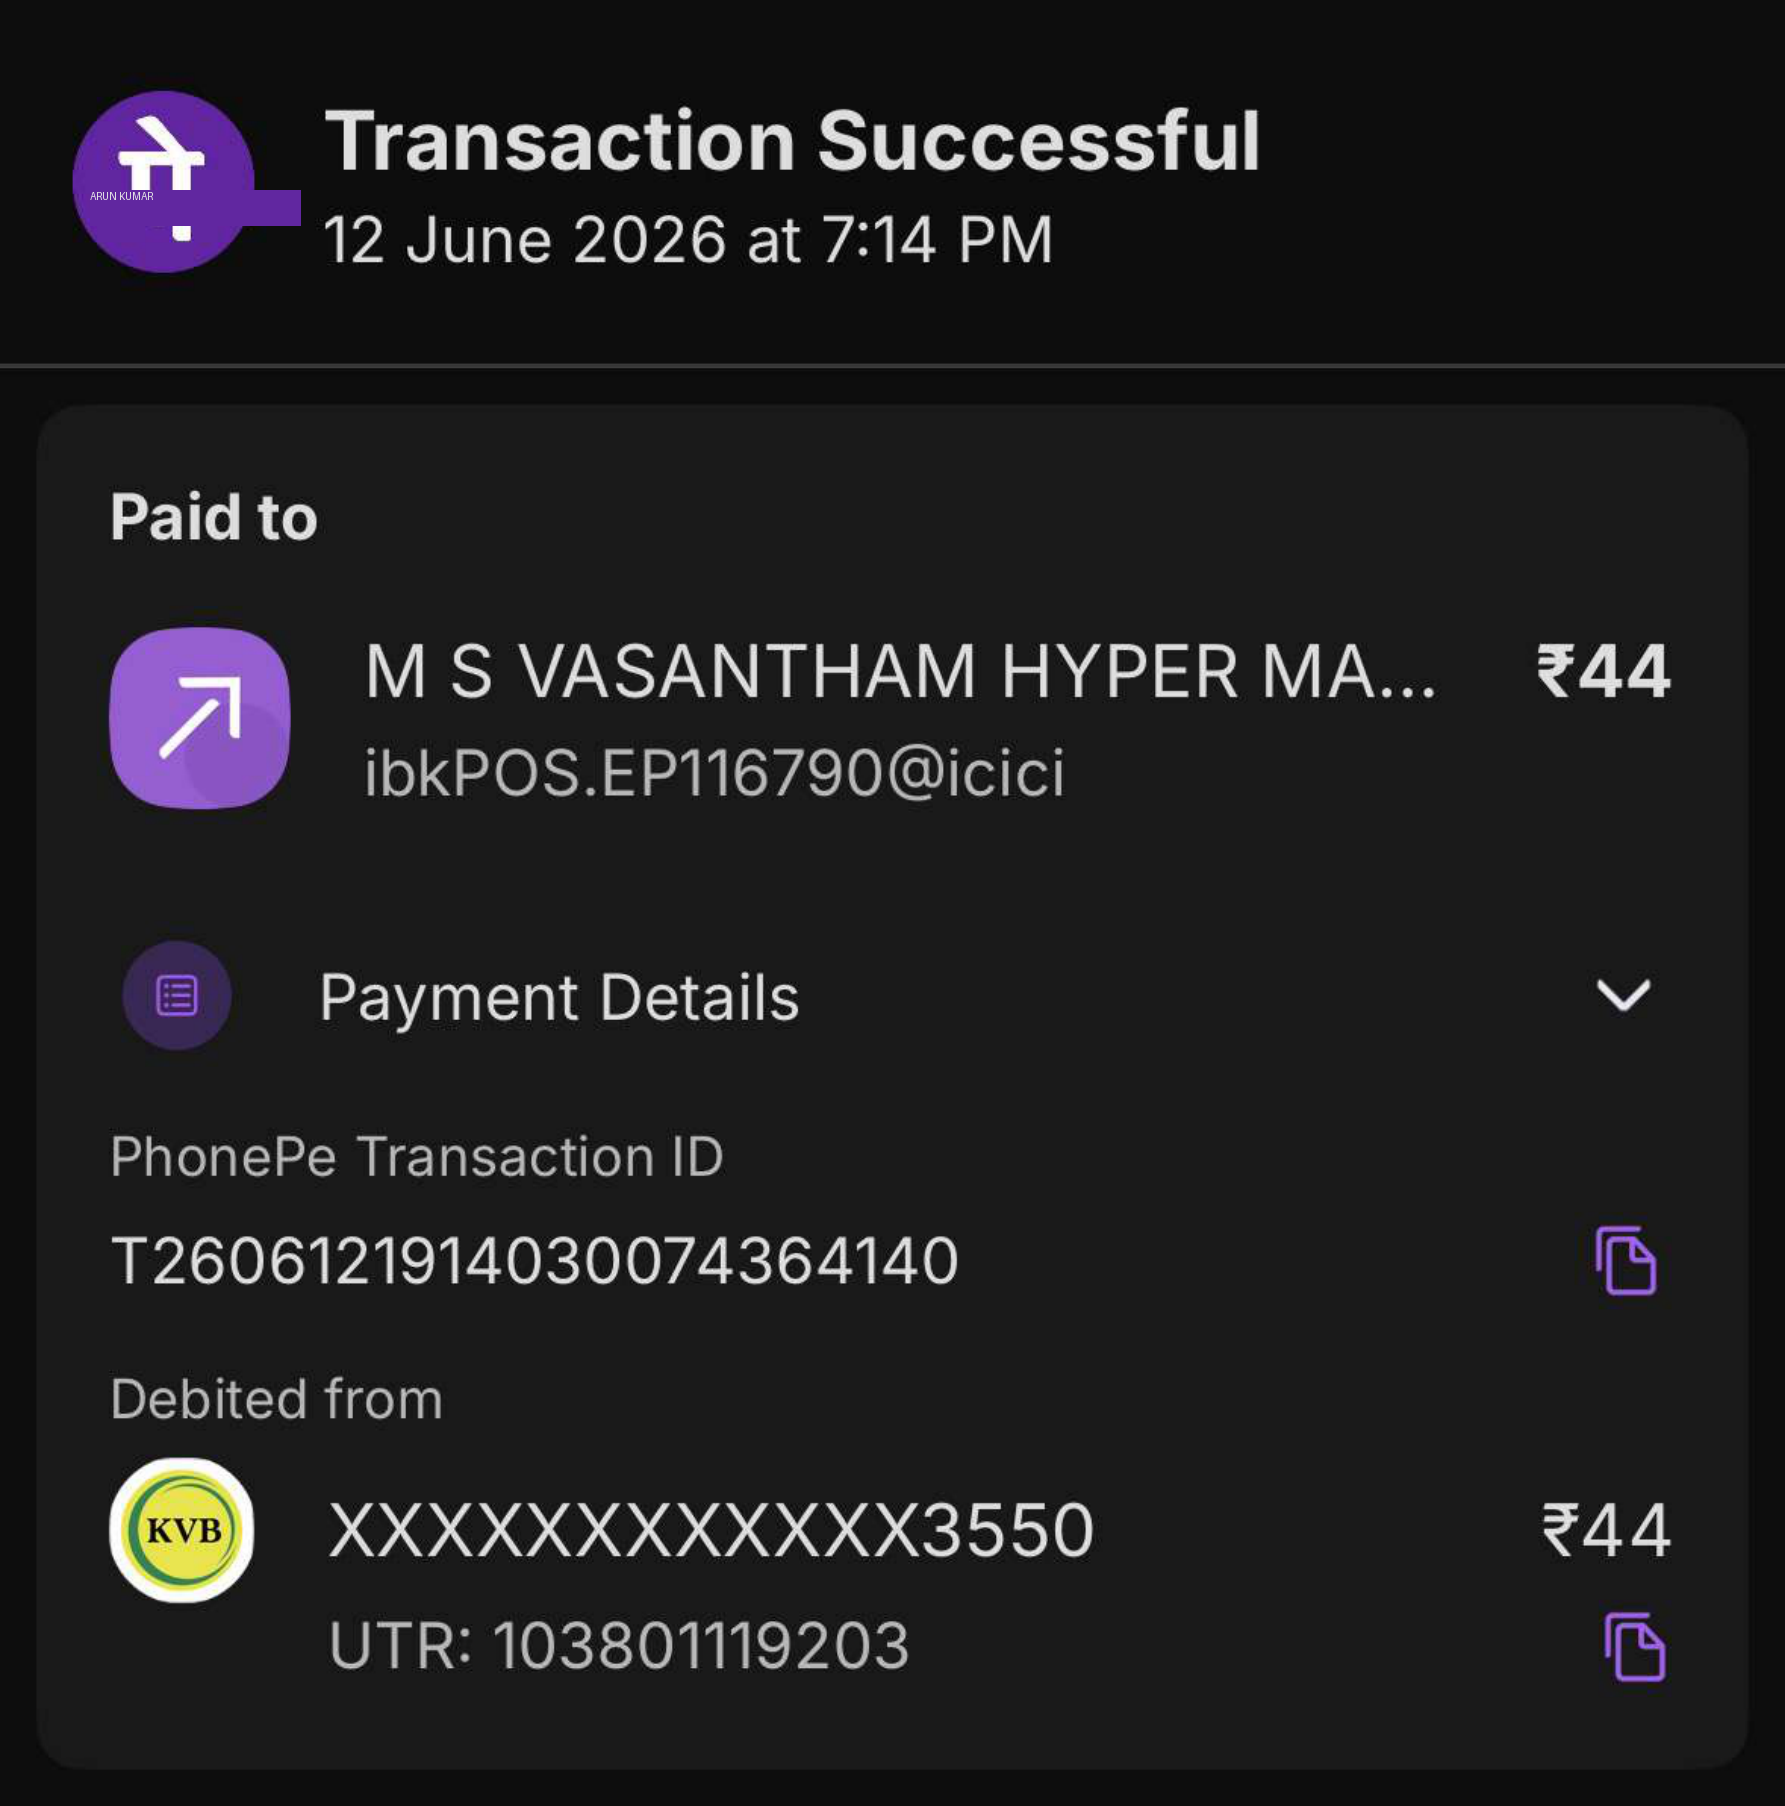 Transaction Successful
ARUN KUMAR
12 June 2026 at 7:14 PM
Paid to
M S VASANTHAM HYPER MA... ₹44
ibkPOS.EP116790@icici
Payment Details
PhonePe Transaction ID
T2606121914030074364140
Debited from
KVB
XXXXXXXXXXXX3550 ₹44
UTR: 103801119203